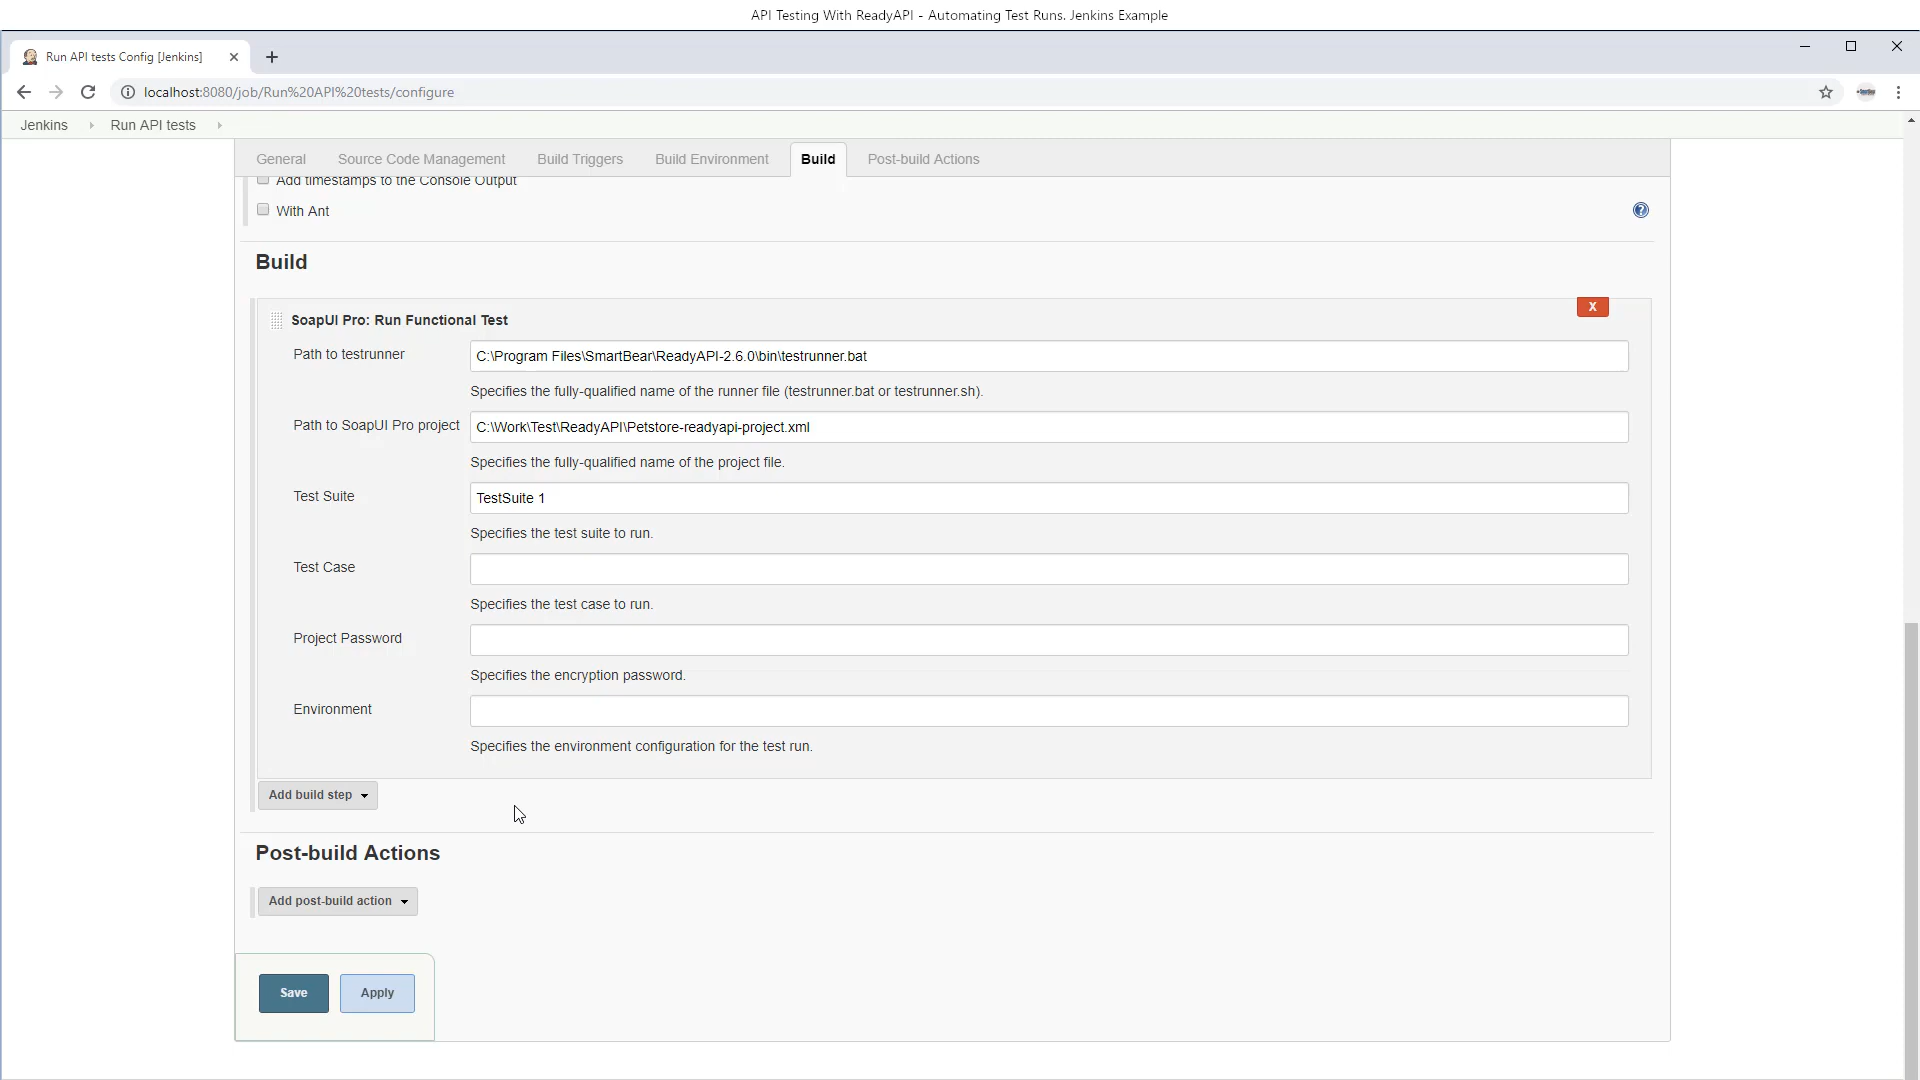 API Testing With ReadyAPI - Automating Test Runs. Jenkins Example
Run API tests Config [Jenkins]
localhost:8080/job/Run%20API%20tests/configure
Jenkins Run API tests
General Source Code Management Build Triggers Build Environment Build Post-build Actions
Add timestamps to the Console Output
With Ant
Build
X
SoapUI Pro: Run Functional Test
Path to testrunner C:\Program Files\SmartBear\ReadyAPI-2.6.0\bin\testrunner.bat
Specifies the fully-qualified name of the runner file (testrunner.bat or testrunner.sh).
Path to SoapUI Pro project C:\Work\Test\ReadyAPI\Petstore-readyapi-project.xml
Specifies the fully-qualified name of the project file.
Test Suite TestSuite 1
Specifies the test suite to run.
Test Case
Specifies the test case to run.
Project Password
Specifies the encryption password.
Environment
Specifies the environment configuration for the test run.
Add build step
Post-build Actions
Add post-build action
Save Apply